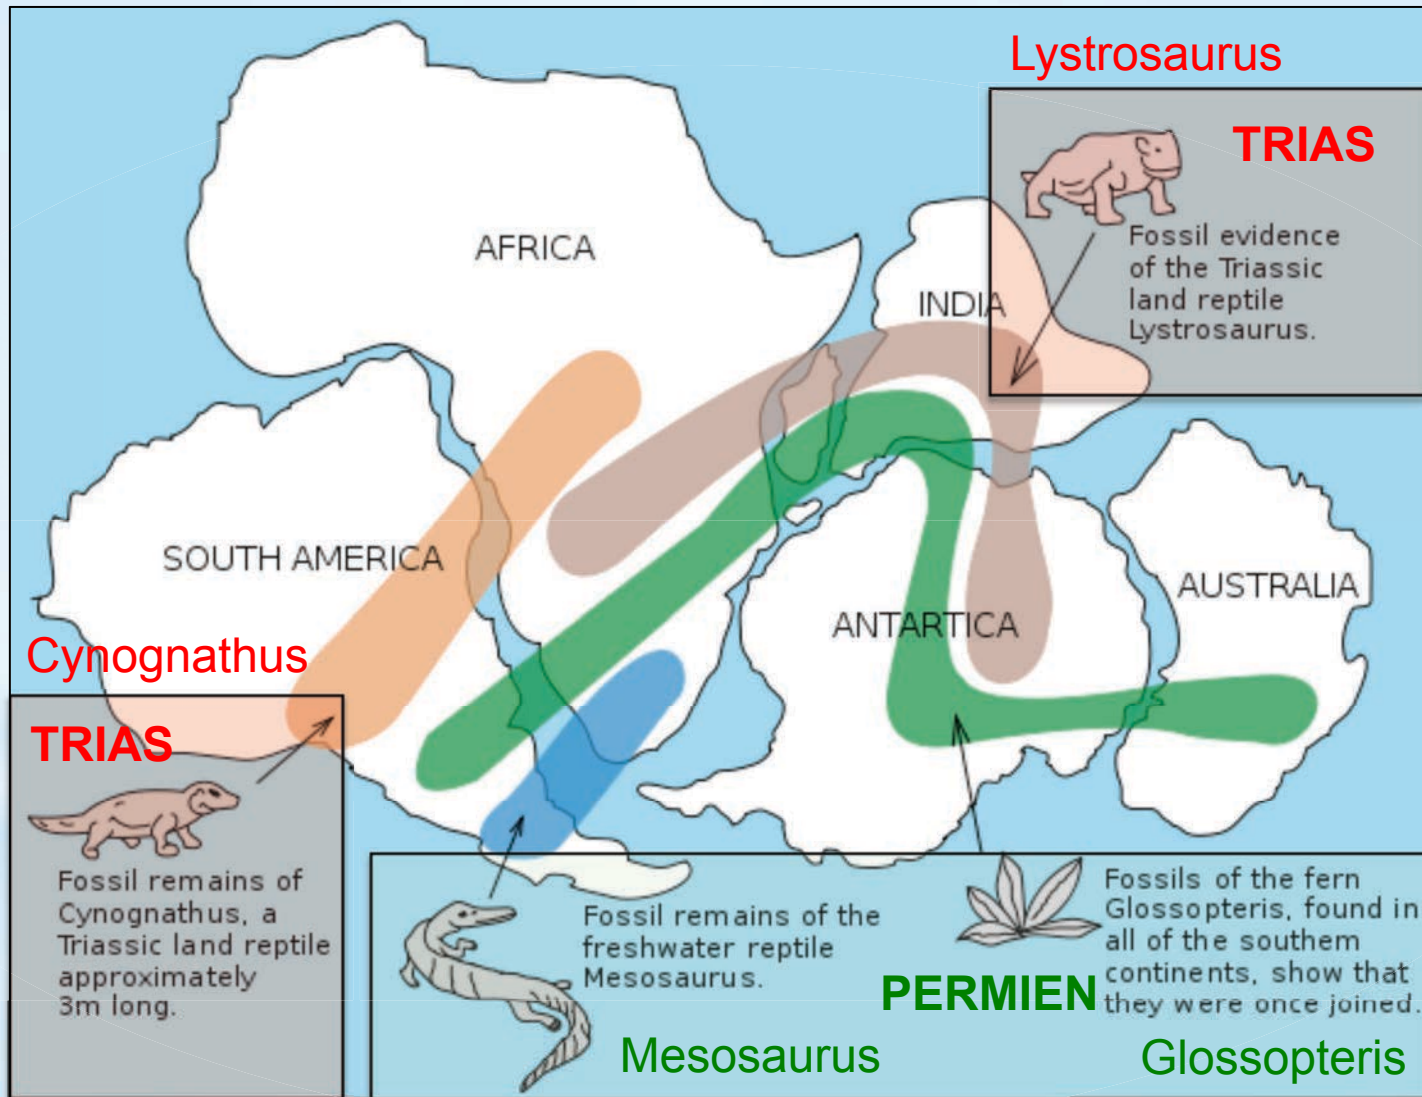 Lystrosaurus
TRIAS
Fossil evidence
of the Triassic
land reptile
Lystrosaurus.
AFRICA
INDIA
SOUTH AMERICA
ANTARTICA
AUSTRALIA
Cynognathus
TRIAS
Fossil remains of
Cynognathus, a
Triassic land reptile
approximately
3m long.
Fossil remains of the
freshwater reptile
Mesosaurus.
Mesosaurus
PERMIEN
Fossils of the fern
Glossopteris, found in
all of the southem
continents, show that
they were once joined.
Glossopteris